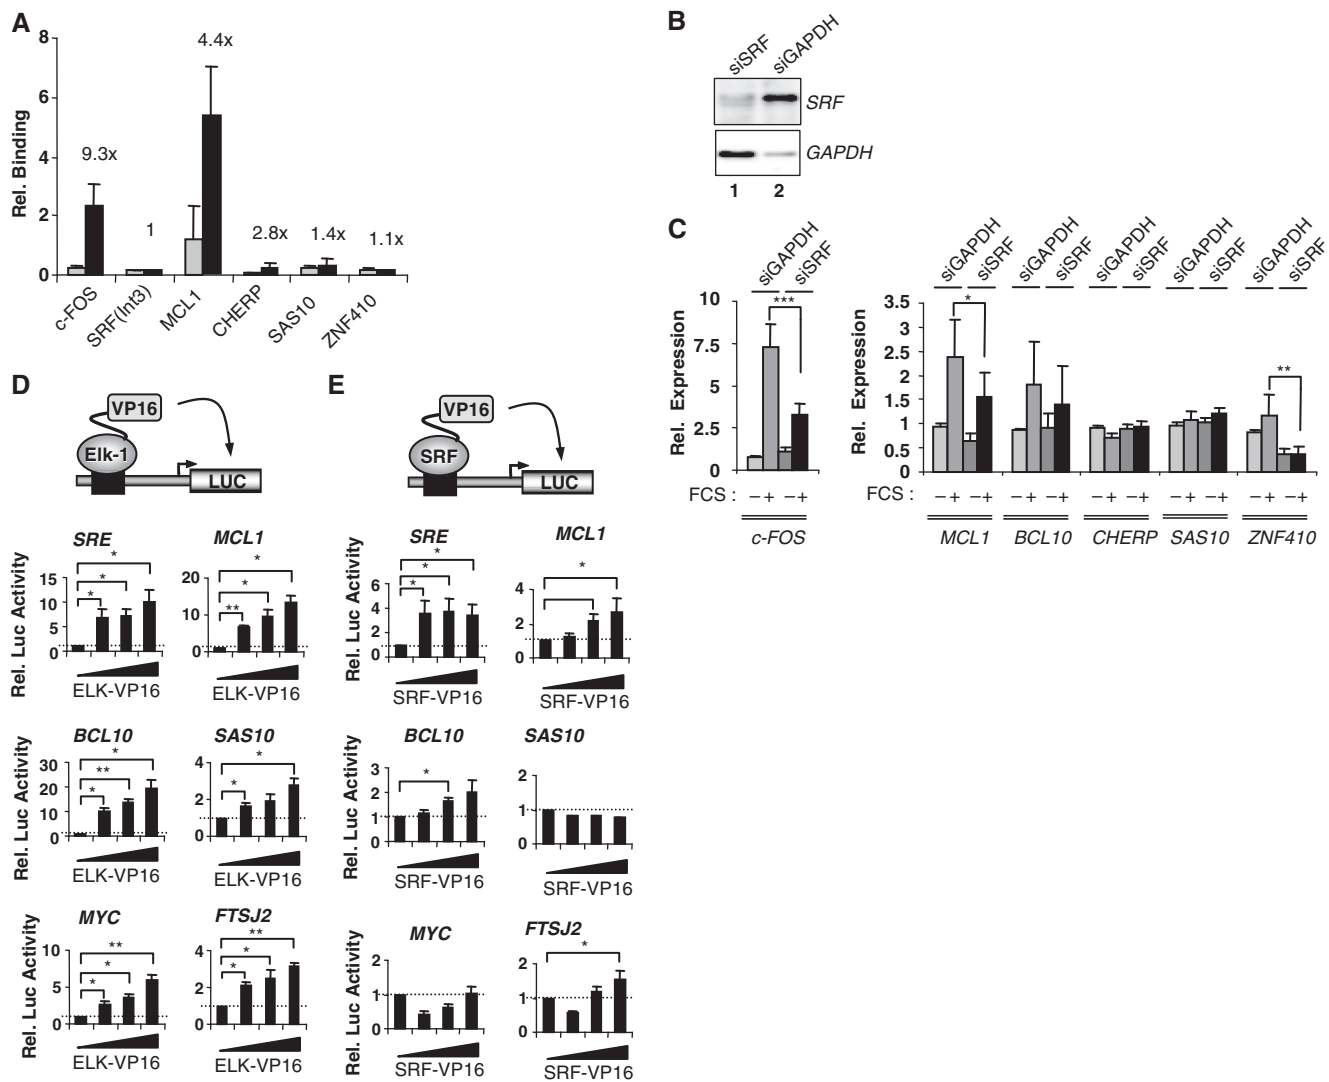 A
8
6
4
2
0
Rel. Binding
9.3x
1
4.4x
2.8x
1.4x
1.1x
c-FOS
SRF(Int3)
MCL1
CHERP
SAS10
ZNF410
B
siSRF
siGAPDH
SRF
GAPDH
1 2
C
siGAPDH
siSRF
siGAPDH
siSRF
siGAPDH
siSRF
siGAPDH
siSRF
siGAPDH
siSRF
siGAPDH
siSRF
10
7.5
5
2.5
0
Rel. Expression
***
FCS : – + – +
c-FOS
3.5
3
2.5
2
1.5
1
0.5
0
Rel. Expression
*
**
FCS : – + – + – + – + – + – + – + – + – + – +
MCL1 BCL10 CHERP SAS10 ZNF410
D
VP16
Elk-1
LUC
SRE
Rel. Luc Activity
15
10
5
0
*
*
*
ELK-VP16
MCL1
20
10
0
*
*
**
ELK-VP16
BCL10
Rel. Luc Activity
30
20
10
0
*
**
*
ELK-VP16
SAS10
4
2
0
*
*
ELK-VP16
MYC
Rel. Luc Activity
10
5
0
**
*
*
ELK-VP16
FTSJ2
4
2
0
**
*
*
ELK-VP16
E
VP16
SRF
LUC
SRE
Rel. Luc Activity
6
4
2
0
*
*
*
SRF-VP16
MCL1
4
2
0
*
SRF-VP16
BCL10
Rel. Luc Activity
3
2
1
0
*
SRF-VP16
SAS10
2
1
0
SRF-VP16
MYC
Rel. Luc Activity
2
1
0
SRF-VP16
FTSJ2
2
1
0
*
SRF-VP16